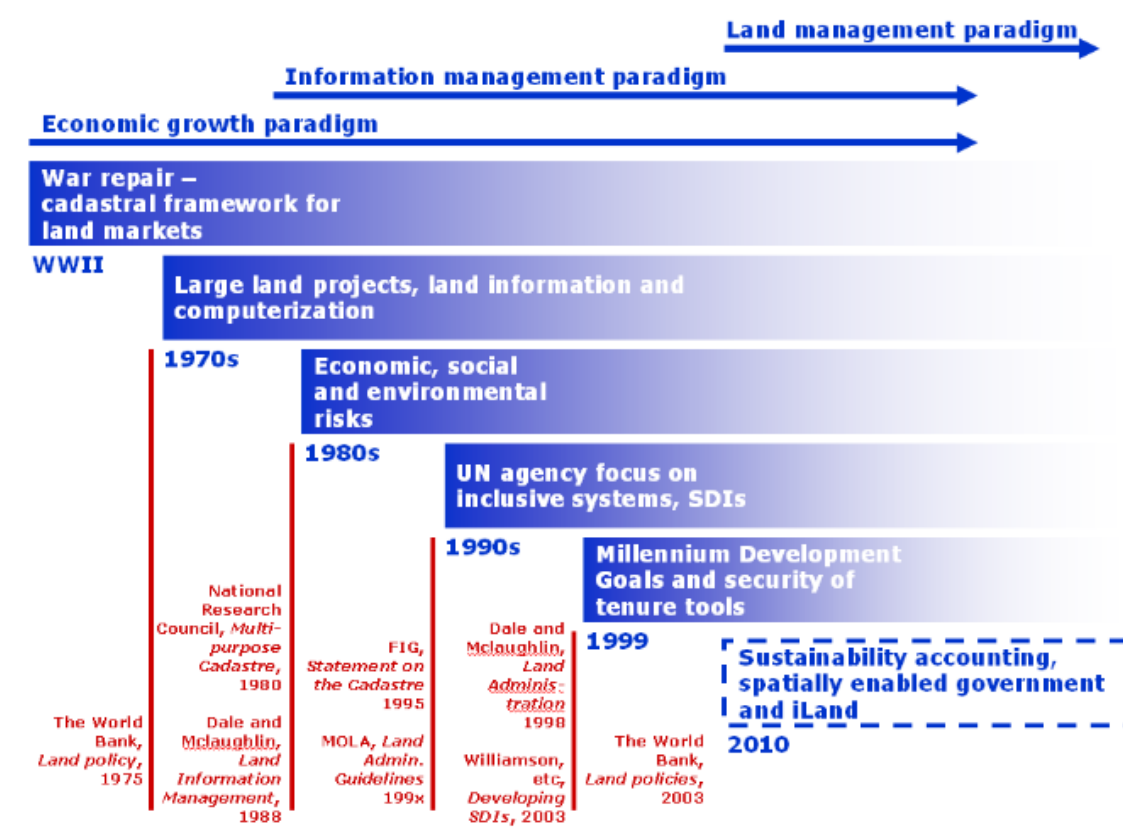 Land management paradigm
Information management paradigm
Economic growth paradigm
War repair –
cadastral framework for
land markets
WWII
Large land projects, land information and
computerization
1970s
Economic, social
and environmental
risks
1980s
UN agency focus on
inclusive systems, SDIs
1990s
Millennium Development
Goals and security of
tenure tools
1999
Sustainability accounting,
spatially enabled government
and iLand
2010
The World
Bank,
Land policy,
1975
National
Research
Council, Multi-
purpose
Cadastre,
1980
Dale and
Mclaughlin,
Land
Information
Management,
1988
FIG,
Statement on
the Cadastre
1995
MOLA, Land
Admin.
Guidelines
199x
Dale and
Mclaughlin,
Land
Adminis-
tration
1998
Williamson,
etc,
Developing
SDIs, 2003
The World
Bank,
Land policies,
2003